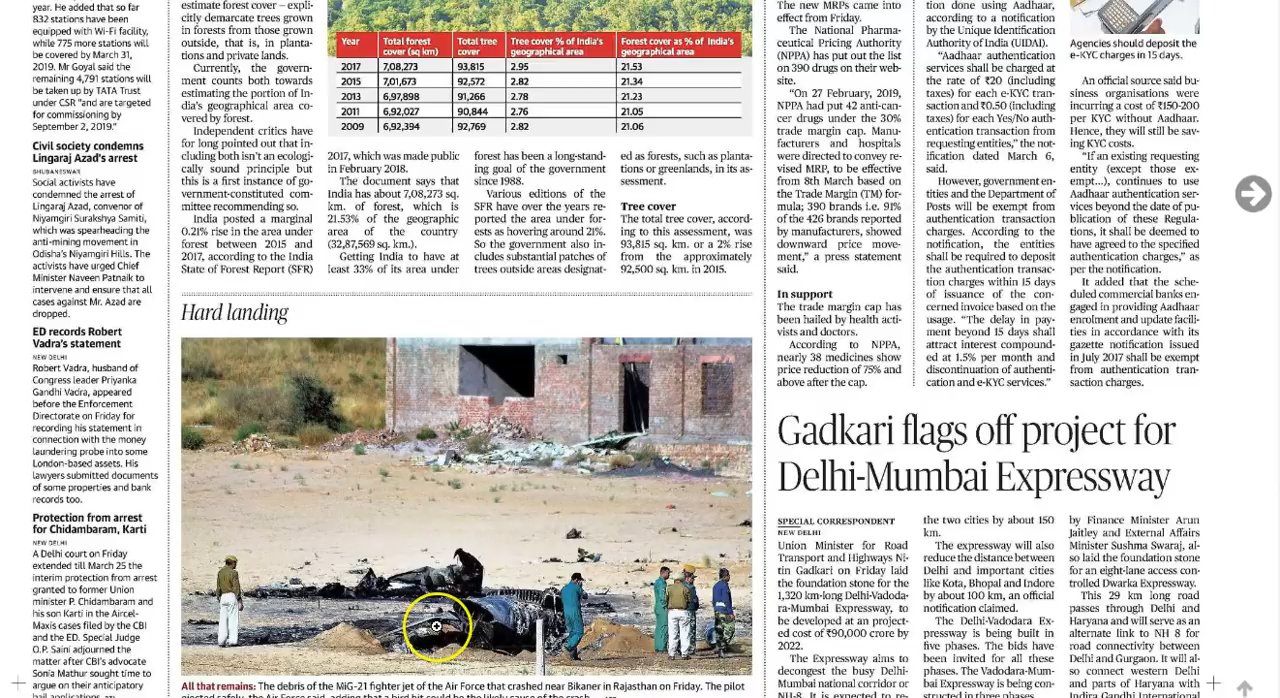 year. He added that so far
832 stations have been
equipped with Wi-Fi facility,
while 775 more stations will
be covered by March 31,
2019. Mr Goyal said the
remaining 4,791 stations will
be taken up by TATA Trust
under CSR "and are targeted
for commissioning by
September 2, 2019."
Civil society condemns
Lingaraj Azad's arrest
BHUBANESWAR
Social activists have
condemned the arrest of
Lingaraj Azad, convenor of
Niyamgiri Surakshya Samiti,
which was spearheading the
anti-mining movement in
Odisha's Niyamgiri Hills. The
activists have urged Chief
Minister Naveen Patnaik to
intervene and ensure that all
cases against Mr. Azad are
dropped.
ED records Robert
Vadra's statement
NEW DELHI
Robert Vadra, husband of
Congress leader Priyanka
Gandhi Vadra, appeared
before the Enforcement
Directorate on Friday for
recording his statement in
connection with the money
laundering probe into some
London-based assets. His
lawyers submitted documents
of some properties and bank
records too.
Protection from arrest
for Chidambaram, Karti
NEW DELHI
A Delhi court on Friday
extended till March 25 the
interim protection from arrest
granted to former Union
minister P. Chidambaram and
his son Karti in the Aircel-
Maxis cases filed by the CBI
and the ED. Special Judge
O.P. Saini adjourned the
matter after CBI's advocate
Sonia Mathur sought time to
argue on their anticipatory
bail applications.
estimate forest cover – expli-
citly demarcate trees grown
in forests from those grown
outside, that is, in planta-
tions and private lands.
Currently, the govern-
ment counts both towards
estimating the portion of In-
dia's geographical area co-
vered by forest.
Independent critics have
for long pointed out that in-
cluding both isn't an ecologi-
cally sound principle but
this is a first instance of go-
vernment-constituted com-
mittee recommending so.
India posted a marginal
0.21% rise in the area under
forest between 2015 and
2017, according to the India
State of Forest Report (SFR)
Year Total forest cover (sq km) Total tree cover Tree cover % of India's geographical area Forest cover as % of India's geographical area
2017 7,08,273 93,815 2.95 21.53
2015 7,01,673 92,572 2.82 21.34
2013 6,97,898 91,266 2.78 21.23
2011 6,92,027 90,844 2.76 21.05
2009 6,92,394 92,769 2.82 21.06
2017, which was made public
in February 2018.
The document says that
India has about 7,08,273 sq.
km. of forest, which is
21.53% of the geographic
area of the country
(32,87,569 sq. km.).
Getting India to have at
least 33% of its area under
forest has been a long-stand-
ing goal of the government
since 1988.
Various editions of the
SFR have over the years re-
ported the area under for-
ests as hovering around 21%.
So the government also in-
cludes substantial patches of
trees outside areas designat-
ed as forests, such as planta-
tions or greenlands, in its as-
sessment.
Tree cover
The total tree cover, accord-
ing to this assessment, was
93,815 sq. km. or a 2% rise
from the approximately
92,500 sq. km. in 2015.
Hard landing
All that remains: The debris of the MiG-21 fighter jet of the Air Force that crashed near Bikaner in Rajasthan on Friday. The pilot
ejected safely, the Air Force said, adding that a bird hit could be the likely cause of the crash.
The new MRPs came into
effect from Friday.
The National Pharma-
ceutical Pricing Authority
(NPPA) has put out the list
on 390 drugs on their web-
site.
"On 27 February, 2019,
NPPA had put 42 anti-can-
cer drugs under the 30%
trade margin cap. Manu-
facturers and hospitals
were directed to convey re-
vised MRP, to be effective
from 8th March based on
the Trade Margin (TM) for-
mula; 390 brands i.e. 91%
of the 426 brands reported
by manufacturers, showed
downward price move-
ment," a press statement
said.
In support
The trade margin cap has
been hailed by health acti-
vists and doctors.
According to NPPA,
nearly 38 medicines show
price reduction of 75% and
above after the cap.
tion done using Aadhaar,
according to a notification
by the Unique Identification
Authority of India (UIDAI).
"Aadhaar authentication
services shall be charged at
the rate of ₹20 (including
taxes) for each e-KYC tran-
saction and ₹0.50 (including
taxes) for each Yes/No auth-
entication transaction from
requesting entities," the not-
ification dated March 6,
said.
However, government en-
tities and the Department of
Posts will be exempt from
authentication transaction
charges. According to the
notification, the entities
shall be required to deposit
the authentication transac-
tion charges within 15 days
of issuance of the con-
cerned invoice based on the
usage. "The delay in pay-
ment beyond 15 days shall
attract interest compound-
ed at 1.5% per month and
discontinuation of authenti-
cation and e-KYC services."
Agencies should deposit the
e-KYC charges in 15 days.
An official source said bu-
siness organisations were
incurring a cost of ₹150-200
per KYC without Aadhaar.
Hence, they will still be sav-
ing KYC costs.
"If an existing requesting
entity (except those ex-
empt...), continues to use
Aadhaar authentication ser-
vices beyond the date of pu-
blication of these Regula-
tions, it shall be deemed to
have agreed to the specified
authentication charges," as
per the notification.
It added that the sche-
duled commercial banks en-
gaged in providing Aadhaar
enrolment and update facili-
ties in accordance with its
gazette notification issued
in July 2017 shall be exempt
from authentication tran-
saction charges.
Gadkari flags off project for
Delhi-Mumbai Expressway
SPECIAL CORRESPONDENT
NEW DELHI
Union Minister for Road
Transport and Highways Ni-
tin Gadkari on Friday laid
the foundation stone for the
1,320 km-long Delhi-Vadoda-
ra-Mumbai Expressway, to
be developed at an project-
ed cost of ₹90,000 crore by
2022.
The Expressway aims to
decongest the busy Delhi-
Mumbai national corridor or
NH-8. It is expected to re-
the two cities by about 150
km.
The expressway will also
reduce the distance between
Delhi and important cities
like Kota, Bhopal and Indore
by about 100 km, an official
notification claimed.
The Delhi-Vadodara Ex-
pressway is being built in
five phases. The bids have
been invited for all these
phases. The Vadodara-Mum-
bai Expressway is being con-
structed in three phases.
by Finance Minister Arun
Jaitley and External Affairs
Minister Sushma Swaraj, al-
so laid the foundation stone
for an eight-lane access con-
trolled Dwarka Expressway.
This 29 km long road
passes through Delhi and
Haryana and will serve as an
alternate link to NH 8 for
road connectivity between
Delhi and Gurgaon. It will al-
so connect western Delhi
and parts of Haryana with
Indira Gandhi International